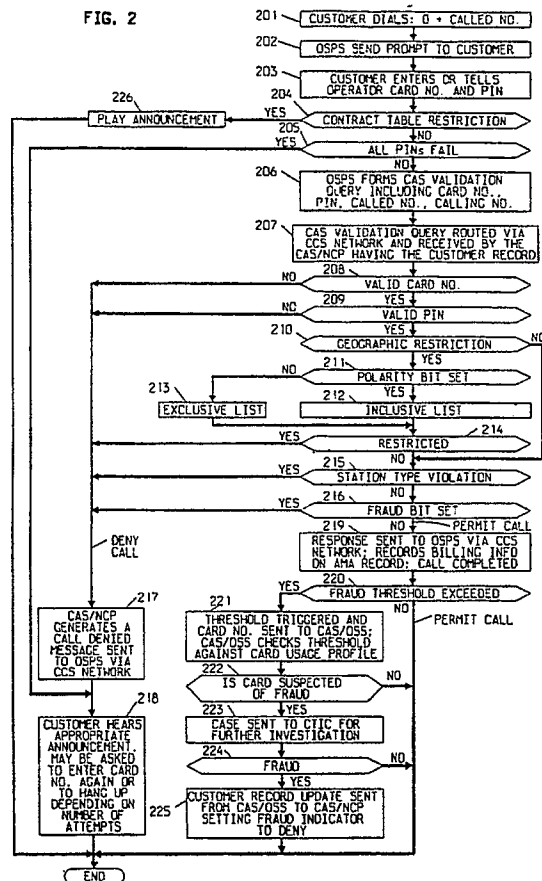 FIG. 2
201
CUSTOMER DIALS: 0 + CALLED NO.
202
OSPS SEND PROMPT TO CUSTOMER
203
CUSTOMER ENTERS OR TELLS
OPERATOR CARD NO. AND PIN
204
226
PLAY ANNOUNCEMENT
YES
CONTRACT TABLE RESTRICTION
NO
205
YES
ALL PINs FAIL
NO
206
OSPS FORMS CAS VALIDATION
QUERY INCLUDING CARD NO.,
PIN, CALLED NO., CALLING NO.
207
CAS VALIDATION QUERY ROUTED VIA
CCS NETWORK AND RECEIVED BY THE
CAS/NCP HAVING THE CUSTOMER RECORD
208
NO
VALID CARD NO.
YES
209
NO
VALID PIN
YES
210
GEOGRAPHIC RESTRICTION
NO
YES
211
NO
POLARITY BIT SET
YES
213
EXCLUSIVE LIST
212
INCLUSIVE LIST
214
YES
RESTRICTED
NO
215
YES
STATION TYPE VIOLATION
NO
216
YES
FRAUD BIT SET
NO
PERMIT CALL
219
RESPONSE SENT TO OSPS VIA CCS
NETWORK; RECORDS BILLING INFO
ON AMA RECORD; CALL COMPLETED
DENY
CALL
220
YES
FRAUD THRESHOLD EXCEEDED
NO
PERMIT CALL
217
CAS/NCP
GENERATES A
CALL DENIED
MESSAGE SENT
TO OSPS VIA
CCS NETWORK
221
THRESHOLD TRIGGERED AND
CARD NO. SENT TO CAS/OSS;
CAS/OSS CHECKS THRESHOLD
AGAINST CARD USAGE PROFILE
222
IS CARD SUSPECTED
OF FRAUD
NO
YES
218
CUSTOMER HEARS
APPROPRIATE
ANNOUNCEMENT.
MAY BE ASKED
TO ENTER CARD
NO. AGAIN OR
TO HANG UP
DEPENDING ON
NUMBER OF
ATTEMPTS
223
CASE SENT TO CTIC FOR
FURTHER INVESTIGATION
224
FRAUD
NO
YES
225
CUSTOMER RECORD UPDATE SENT
FROM CAS/OSS TO CAS/NCP
SETTING FRAUD INDICATOR
TO DENY
END